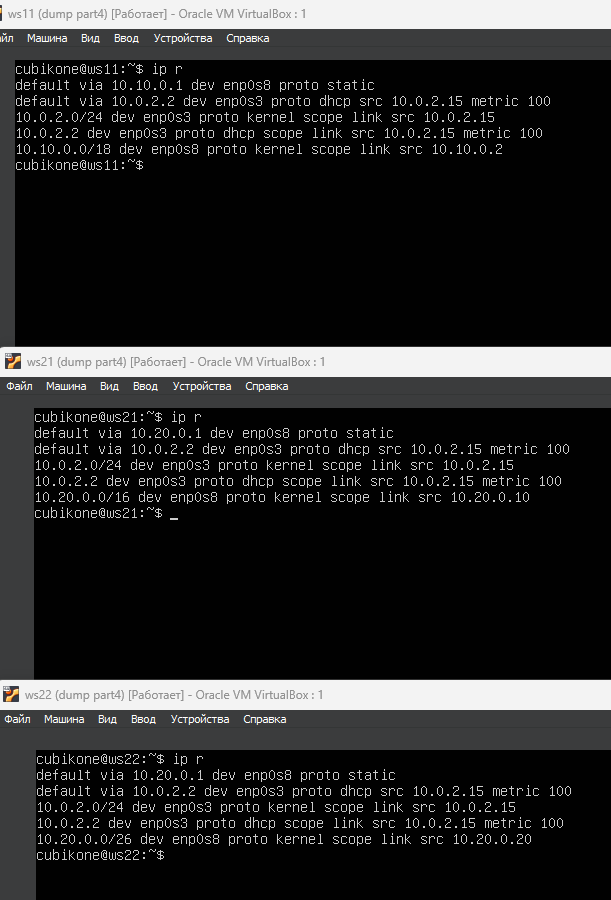 ws11 (dump part4) [Работает] - Oracle VM VirtualBox : 1
йл Машина Вид Ввод Устройства Справка
cubikone@ws11:~$ ip r
default via 10.10.0.1 dev enp0s8 proto static
default via 10.0.2.2 dev enp0s3 proto dhcp src 10.0.2.15 metric 100
10.0.2.0/24 dev enp0s3 proto kernel scope link src 10.0.2.15
10.0.2.2 dev enp0s3 proto dhcp scope link src 10.0.2.15 metric 100
10.10.0.0/18 dev enp0s8 proto kernel scope link src 10.10.0.2
cubikone@ws11:~$
ws21 (dump part4) [Работает] - Oracle VM VirtualBox : 1
Файл Машина Вид Ввод Устройства Справка
cubikone@ws21:~$ ip r
default via 10.20.0.1 dev enp0s8 proto static
default via 10.0.2.2 dev enp0s3 proto dhcp src 10.0.2.15 metric 100
10.0.2.0/24 dev enp0s3 proto kernel scope link src 10.0.2.15
10.0.2.2 dev enp0s3 proto dhcp scope link src 10.0.2.15 metric 100
10.20.0.0/16 dev enp0s8 proto kernel scope link src 10.20.0.10
cubikone@ws21:~$ _
ws22 (dump part4) [Работает] - Oracle VM VirtualBox : 1
Файл Машина Вид Ввод Устройства Справка
cubikone@ws22:~$ ip r
default via 10.20.0.1 dev enp0s8 proto static
default via 10.0.2.2 dev enp0s3 proto dhcp src 10.0.2.15 metric 100
10.0.2.0/24 dev enp0s3 proto kernel scope link src 10.0.2.15
10.0.2.2 dev enp0s3 proto dhcp scope link src 10.0.2.15 metric 100
10.20.0.0/26 dev enp0s8 proto kernel scope link src 10.20.0.20
cubikone@ws22:~$